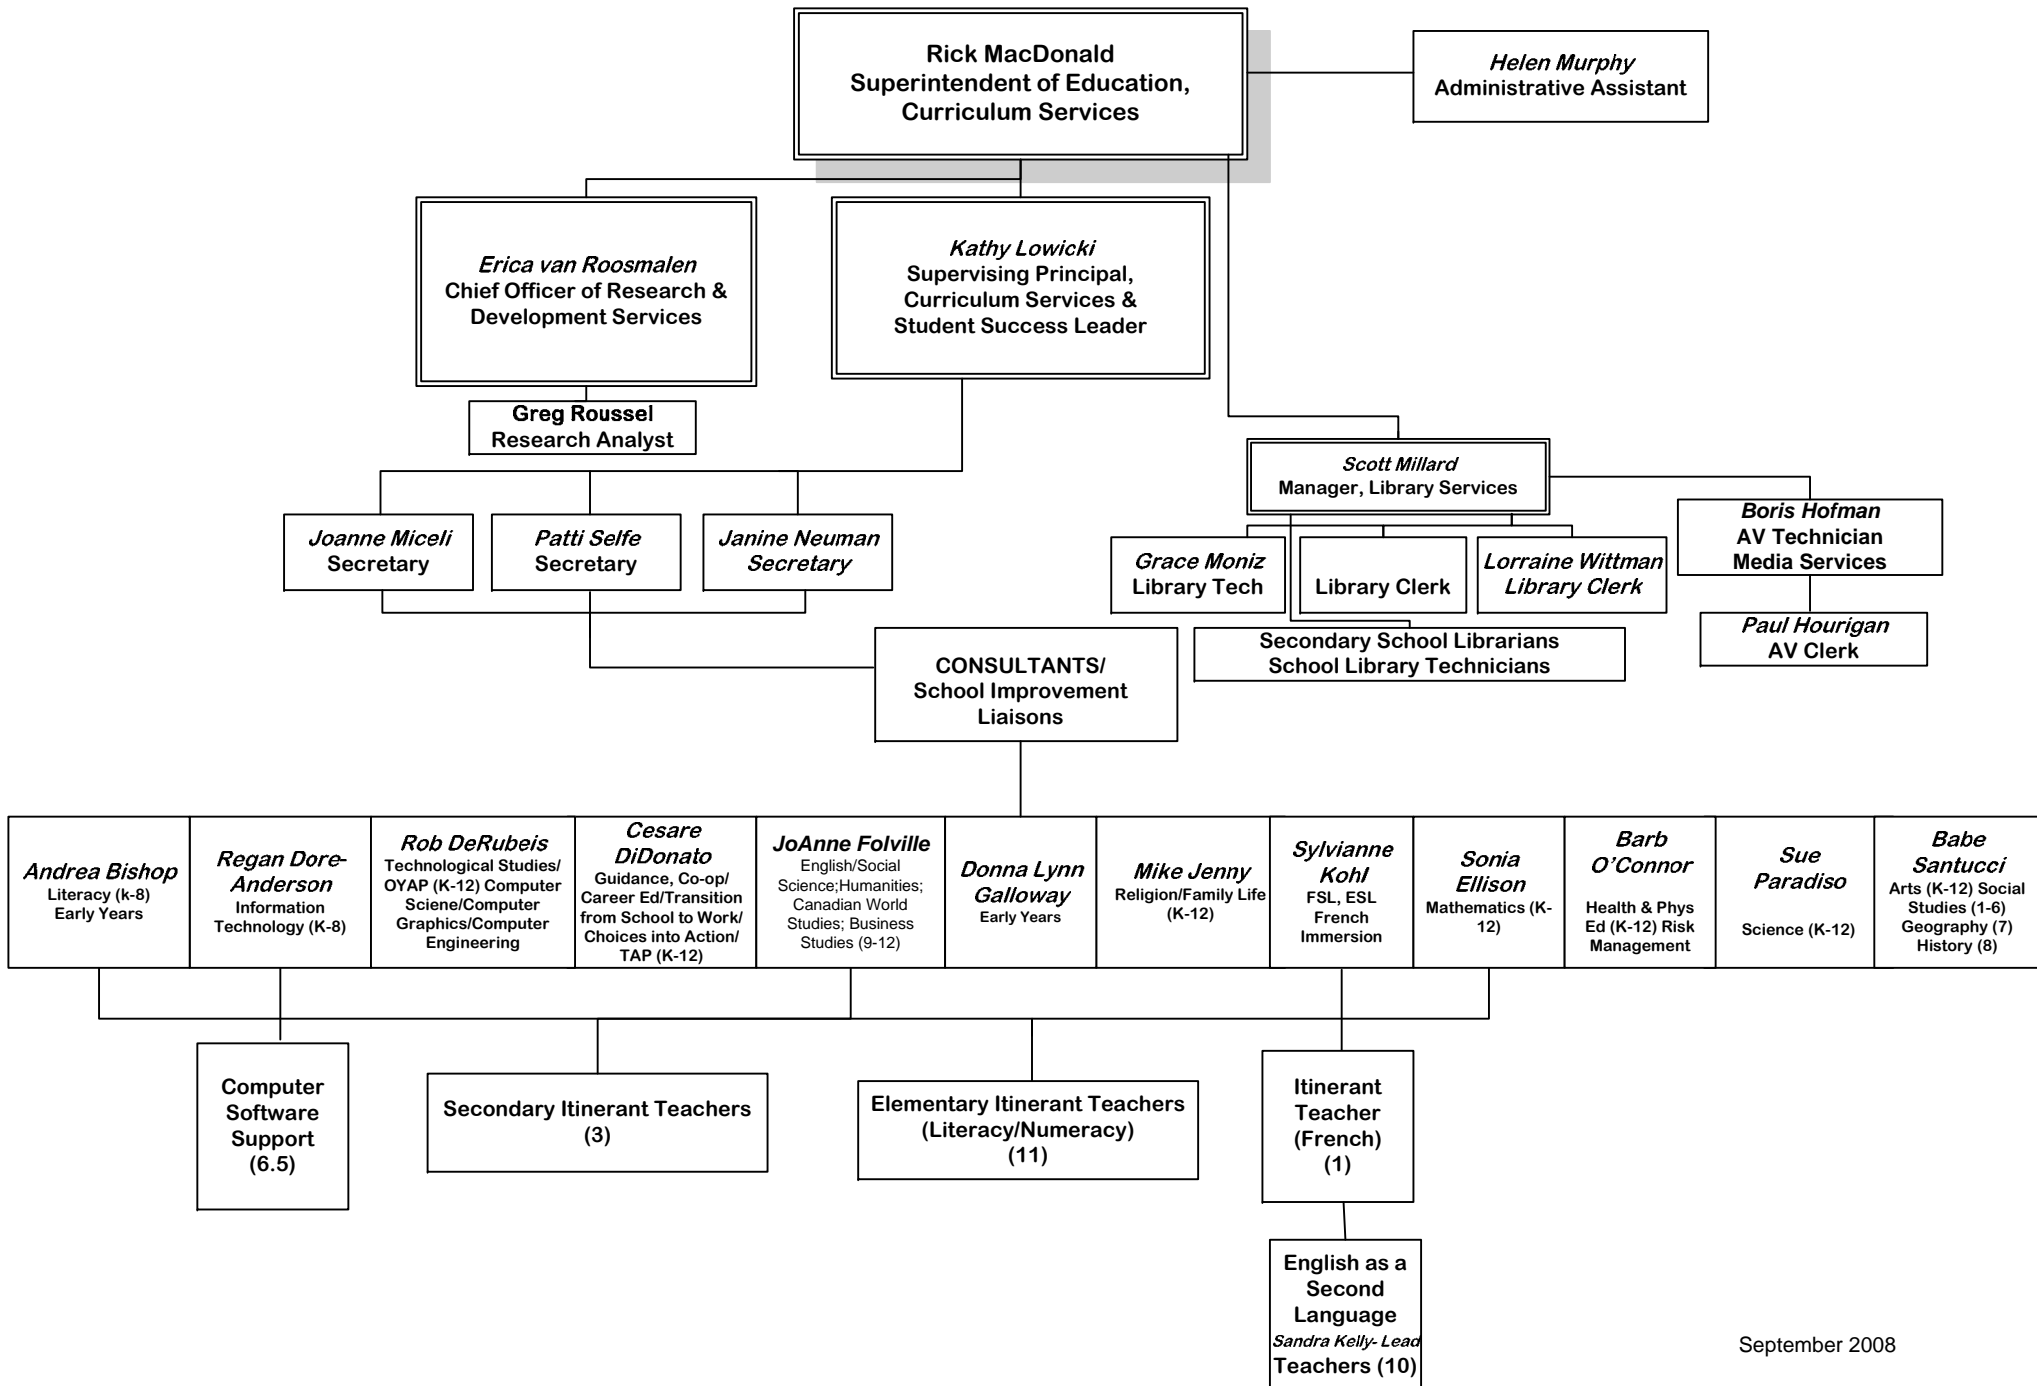 Rick MacDonald
Superintendent of Education,
Curriculum Services
Helen Murphy
Administrative Assistant
Erica van Roosmalen
Chief Officer of Research &
Development Services
Kathy Lowicki
Supervising Principal,
Curriculum Services &
Student Success Leader
Greg Roussel
Research Analyst
Scott Millard
Manager, Library Services
Joanne Miceli
Secretary
Patti Selfe
Secretary
Janine Neuman
Secretary
Grace Moniz
Library Tech
Library Clerk
Lorraine Wittman
Library Clerk
Boris Hofman
AV Technician
Media Services
Paul Hourigan
AV Clerk
Secondary School Librarians
School Library Technicians
CONSULTANTS/
School Improvement
Liaisons
Andrea Bishop
Literacy (k-8)
Early Years
Regan Dore-
Anderson
Information
Technology (K-8)
Rob DeRubeis
Technological Studies/
OYAP (K-12) Computer
Sciene/Computer
Graphics/Computer
Engineering
Cesare
DiDonato
Guidance, Co-op/
Career Ed/Transition
from School to Work/
Choices into Action/
TAP (K-12)
JoAnne Folville
English/Social
Science;Humanities;
Canadian World
Studies; Business
Studies (9-12)
Donna Lynn
Galloway
Early Years
Mike Jenny
Religion/Family Life
(K-12)
Sylvianne
Kohl
FSL, ESL
French
Immersion
Sonia
Ellison
Mathematics (K-
12)
Barb
O'Connor
Health & Phys
Ed (K-12) Risk
Management
Sue
Paradiso
Science (K-12)
Babe
Santucci
Arts (K-12) Social
Studies (1-6)
Geography (7)
History (8)
Computer
Software
Support
(6.5)
Secondary Itinerant Teachers
(3)
Elementary Itinerant Teachers
(Literacy/Numeracy)
(11)
Itinerant
Teacher
(French)
(1)
English as a
Second
Language
Sandra Kelly- Lead
Teachers (10)
September 2008